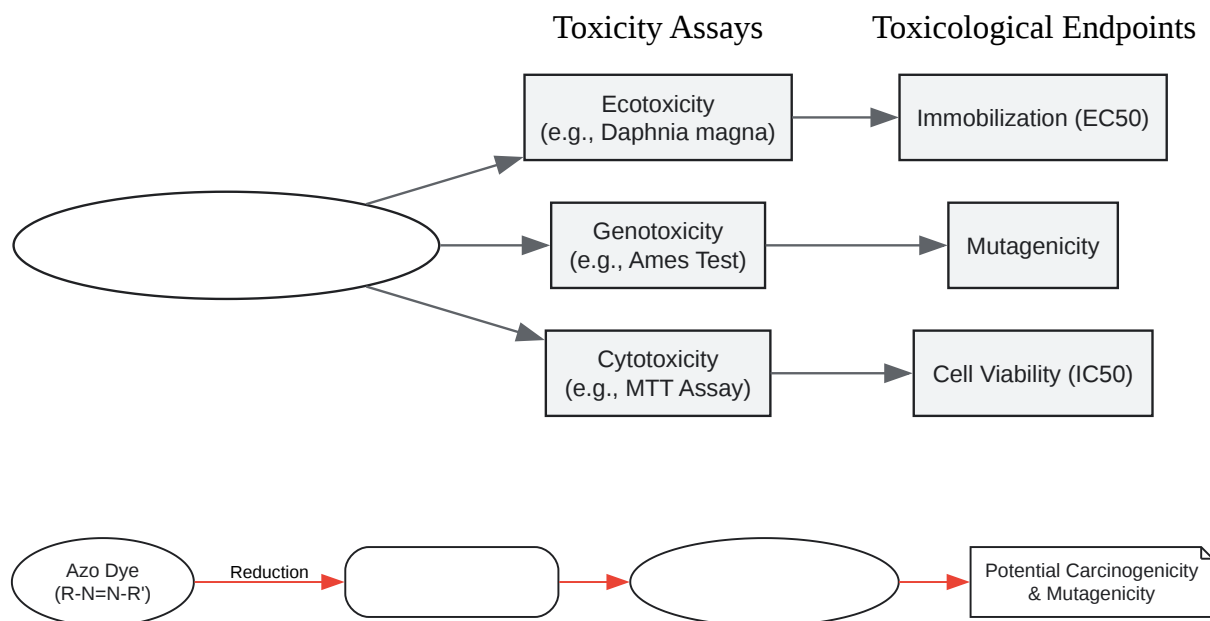 Toxicity Assays
Toxicological Endpoints
Ecotoxicity
(e.g., Daphnia magna)
Immobilization (EC50)
Genotoxicity
(e.g., Ames Test)
Mutagenicity
Cytotoxicity
(e.g., MTT Assay)
Cell Viability (IC50)
Azo Dye
(R-N=N-R')
Reduction
Potential Carcinogenicity
& Mutagenicity